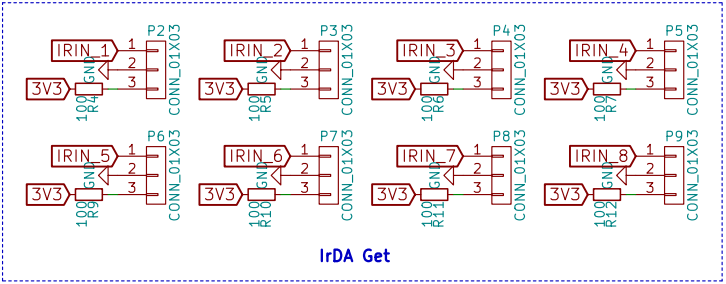 P2 P3 P4 P5
IRIN_1 1 IRIN_2 1 IRIN_3 1 IRIN_4 1
GND 2 GND 2 GND 2 GND 2
3V3 3 3V3 3 3V3 3 3V3 3
100 R4 CONN_01X03 100 R5 CONN_01X03 100 R6 CONN_01X03 100 R7 CONN_01X03
P6 P7 P8 P9
IRIN_5 1 IRIN_6 1 IRIN_7 1 IRIN_8 1
GND 2 GND 2 GND 2 GND 2
3V3 3 3V3 3 3V3 3 3V3 3
100 R9 CONN_01X03 100 R10 CONN_01X03 100 R11 CONN_01X03 100 R12 CONN_01X03
IrDA Get